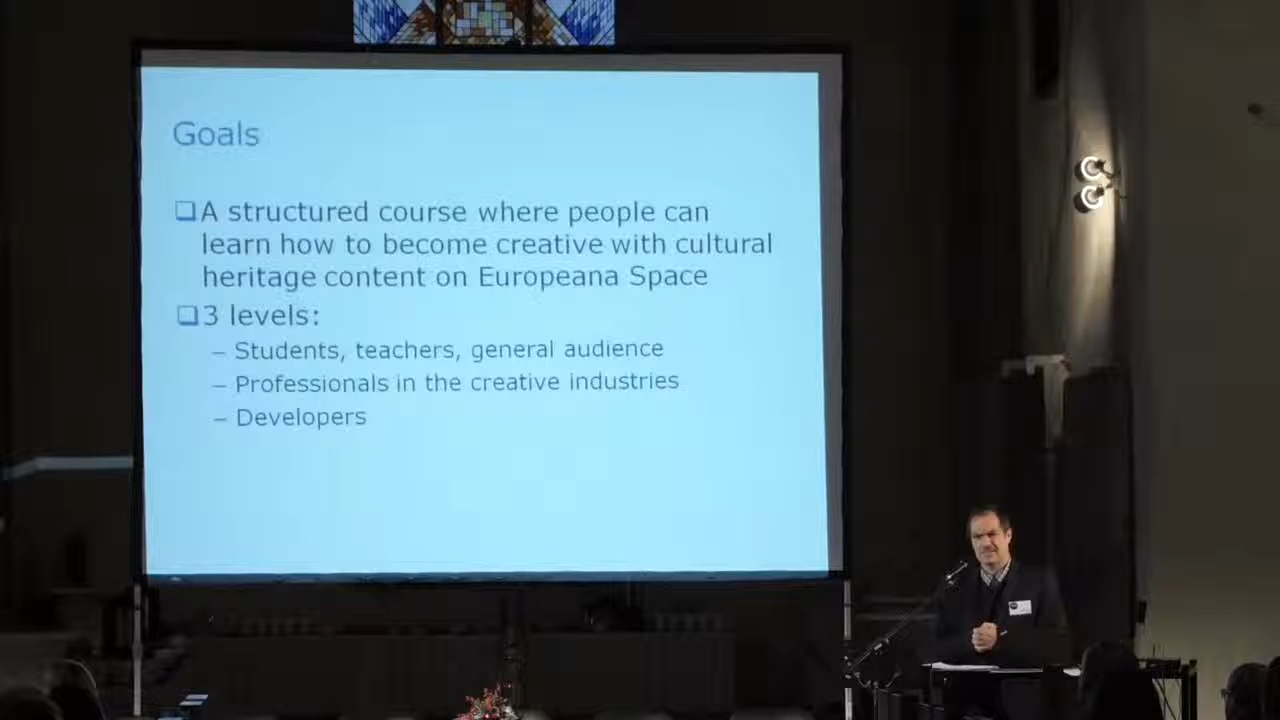 Goals
A structured course where people can
learn how to become creative with cultural
heritage content on Europeana Space
3 levels:
– Students, teachers, general audience
– Professionals in the creative industries
– Developers